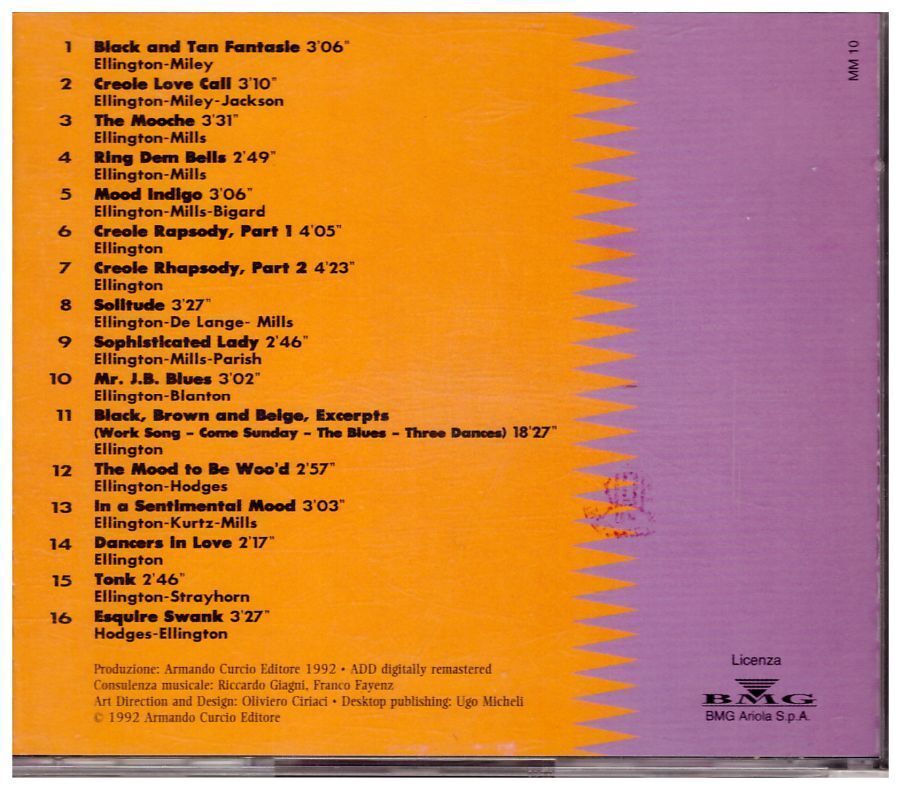 1 Black and Tan Fantasie 3'06"
Ellington-Miley
2 Creole Love Call 3'10"
Ellington-Miley-Jackson
3 The Mooche 3'31"
Ellington-Mills
4 Ring Dem Bells 2'49"
Ellington-Mills
5 Mood Indigo 3'06"
Ellington-Mills-Bigard
6 Creole Rapsody, Part 1 4'05"
Ellington
7 Creole Rhapsody, Part 2 4'23"
Ellington
8 Solitude 3'27"
Ellington-De Lange- Mills
9 Sophisticated Lady 2'46"
Ellington-Mills-Parish
10 Mr. J.B. Blues 3'02"
Ellington-Blanton
11 Black, Brown and Beige, Excerpts
(Work Song - Come Sunday - The Blues - Three Dances) 18'27"
Ellington
12 The Mood to Be Woo'd 2'57"
Ellington-Hodges
13 In a Sentimental Mood 3'03"
Ellington-Kurtz-Mills
14 Dancers in Love 2'17"
Ellington
15 Tonk 2'46"
Ellington-Strayhorn
16 Esquire Swank 3'27"
Hodges-Ellington
Produzione: Armando Curcio Editore 1992 • ADD digitally remastered
Consulenza musicale: Riccardo Giagni, Franco Fayenz
Art Direction and Design: Oliviero Ciriaci • Desktop publishing: Ugo Micheli
© 1992 Armando Curcio Editore
MM 10
Licenza
BMG
BMG Ariola S.p.A.